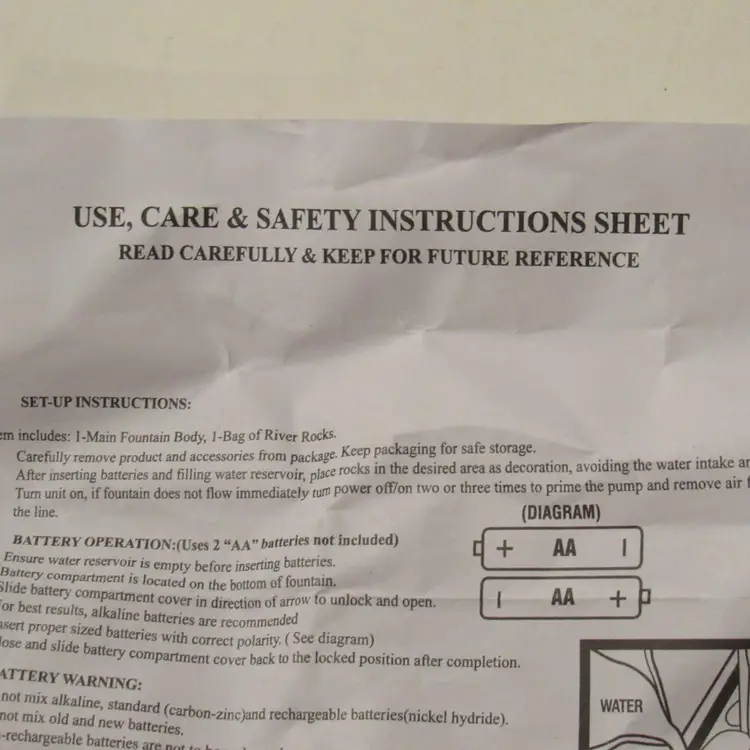 USE, CARE & SAFETY INSTRUCTIONS SHEET
READ CAREFULLY & KEEP FOR FUTURE REFERENCE
SET-UP INSTRUCTIONS:
em includes: 1-Main Fountain Body, 1-Bag of River Rocks.
Carefully remove product and accessories from package. Keep packaging for safe storage.
After inserting batteries and filling water reservoir, place rocks in the desired area as decoration, avoiding the water intake ar
Turn unit on, if fountain does not flow immediately turn power off/on two or three times to prime the pump and remove air f
the line.
(DIAGRAM)
+ AA |
| AA +
BATTERY OPERATION:(Uses 2 “AA” batteries not included)
Ensure water reservoir is empty before inserting batteries.
Battery compartment is located on the bottom of fountain.
Slide battery compartment cover in direction of arrow to unlock and open.
or best results, alkaline batteries are recommended
nsert proper sized batteries with correct polarity. ( See diagram)
lose and slide battery compartment cover back to the locked position after completion.
ATTERY WARNING:
not mix alkaline, standard (carbon-zinc)and rechargeable batteries(nickel hydride).
not mix old and new batteries.
-rechargeable batteries are not to
WATER